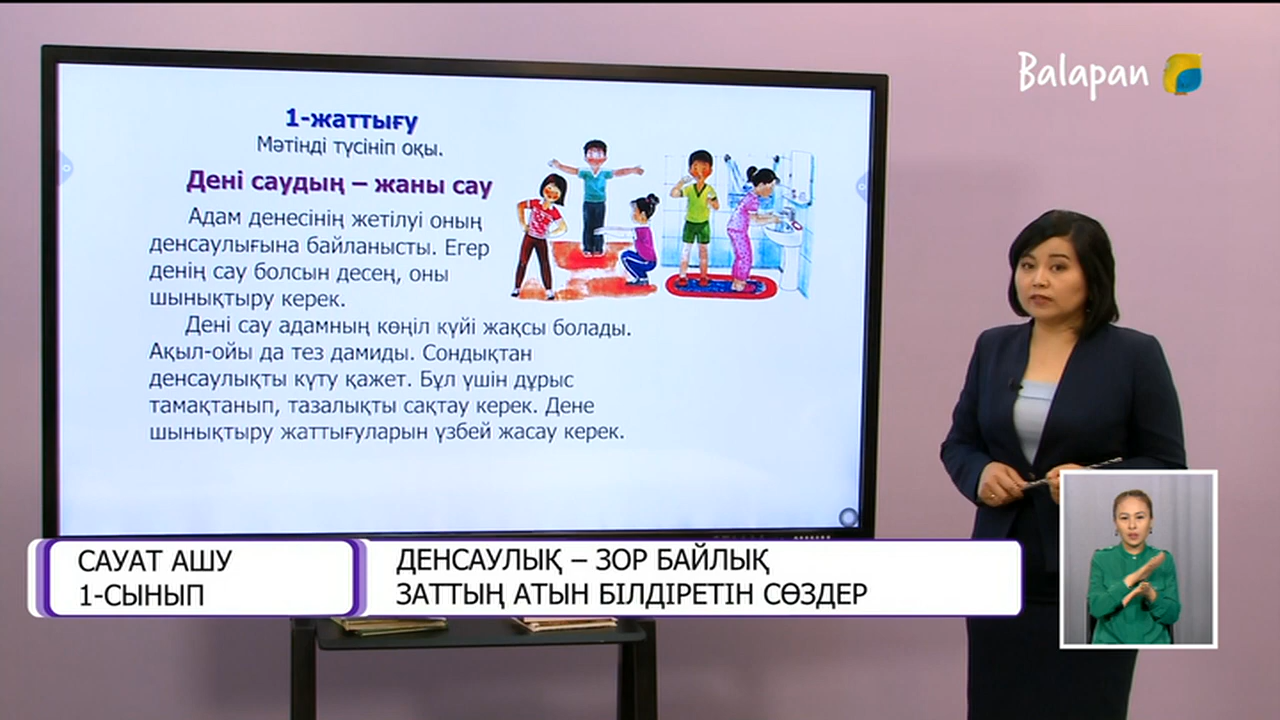 Balapan
1-жаттығу
Мәтінді түсініп оқы.
Дені саудың – жаны сау
Адам денесінің жетілуі оның
денсаулығына байланысты. Егер
денің сау болсын десең, оны
шынықтыру керек.
Дені сау адамның көңіл күйі жақсы болады.
Ақыл-ойы да тез дамиды. Сондықтан
денсаулықты күту қажет. Бұл үшін дұрыс
тамақтанып, тазалықты сақтау керек. Дене
шынықтыру жаттығуларын үзбей жасау керек.
САУАТ АШУ
1-СЫНЫП
ДЕНСАУЛЫҚ – ЗОР БАЙЛЫҚ
ЗАТТЫҢ АТЫН БІЛДІРЕТІН СӨЗДЕР